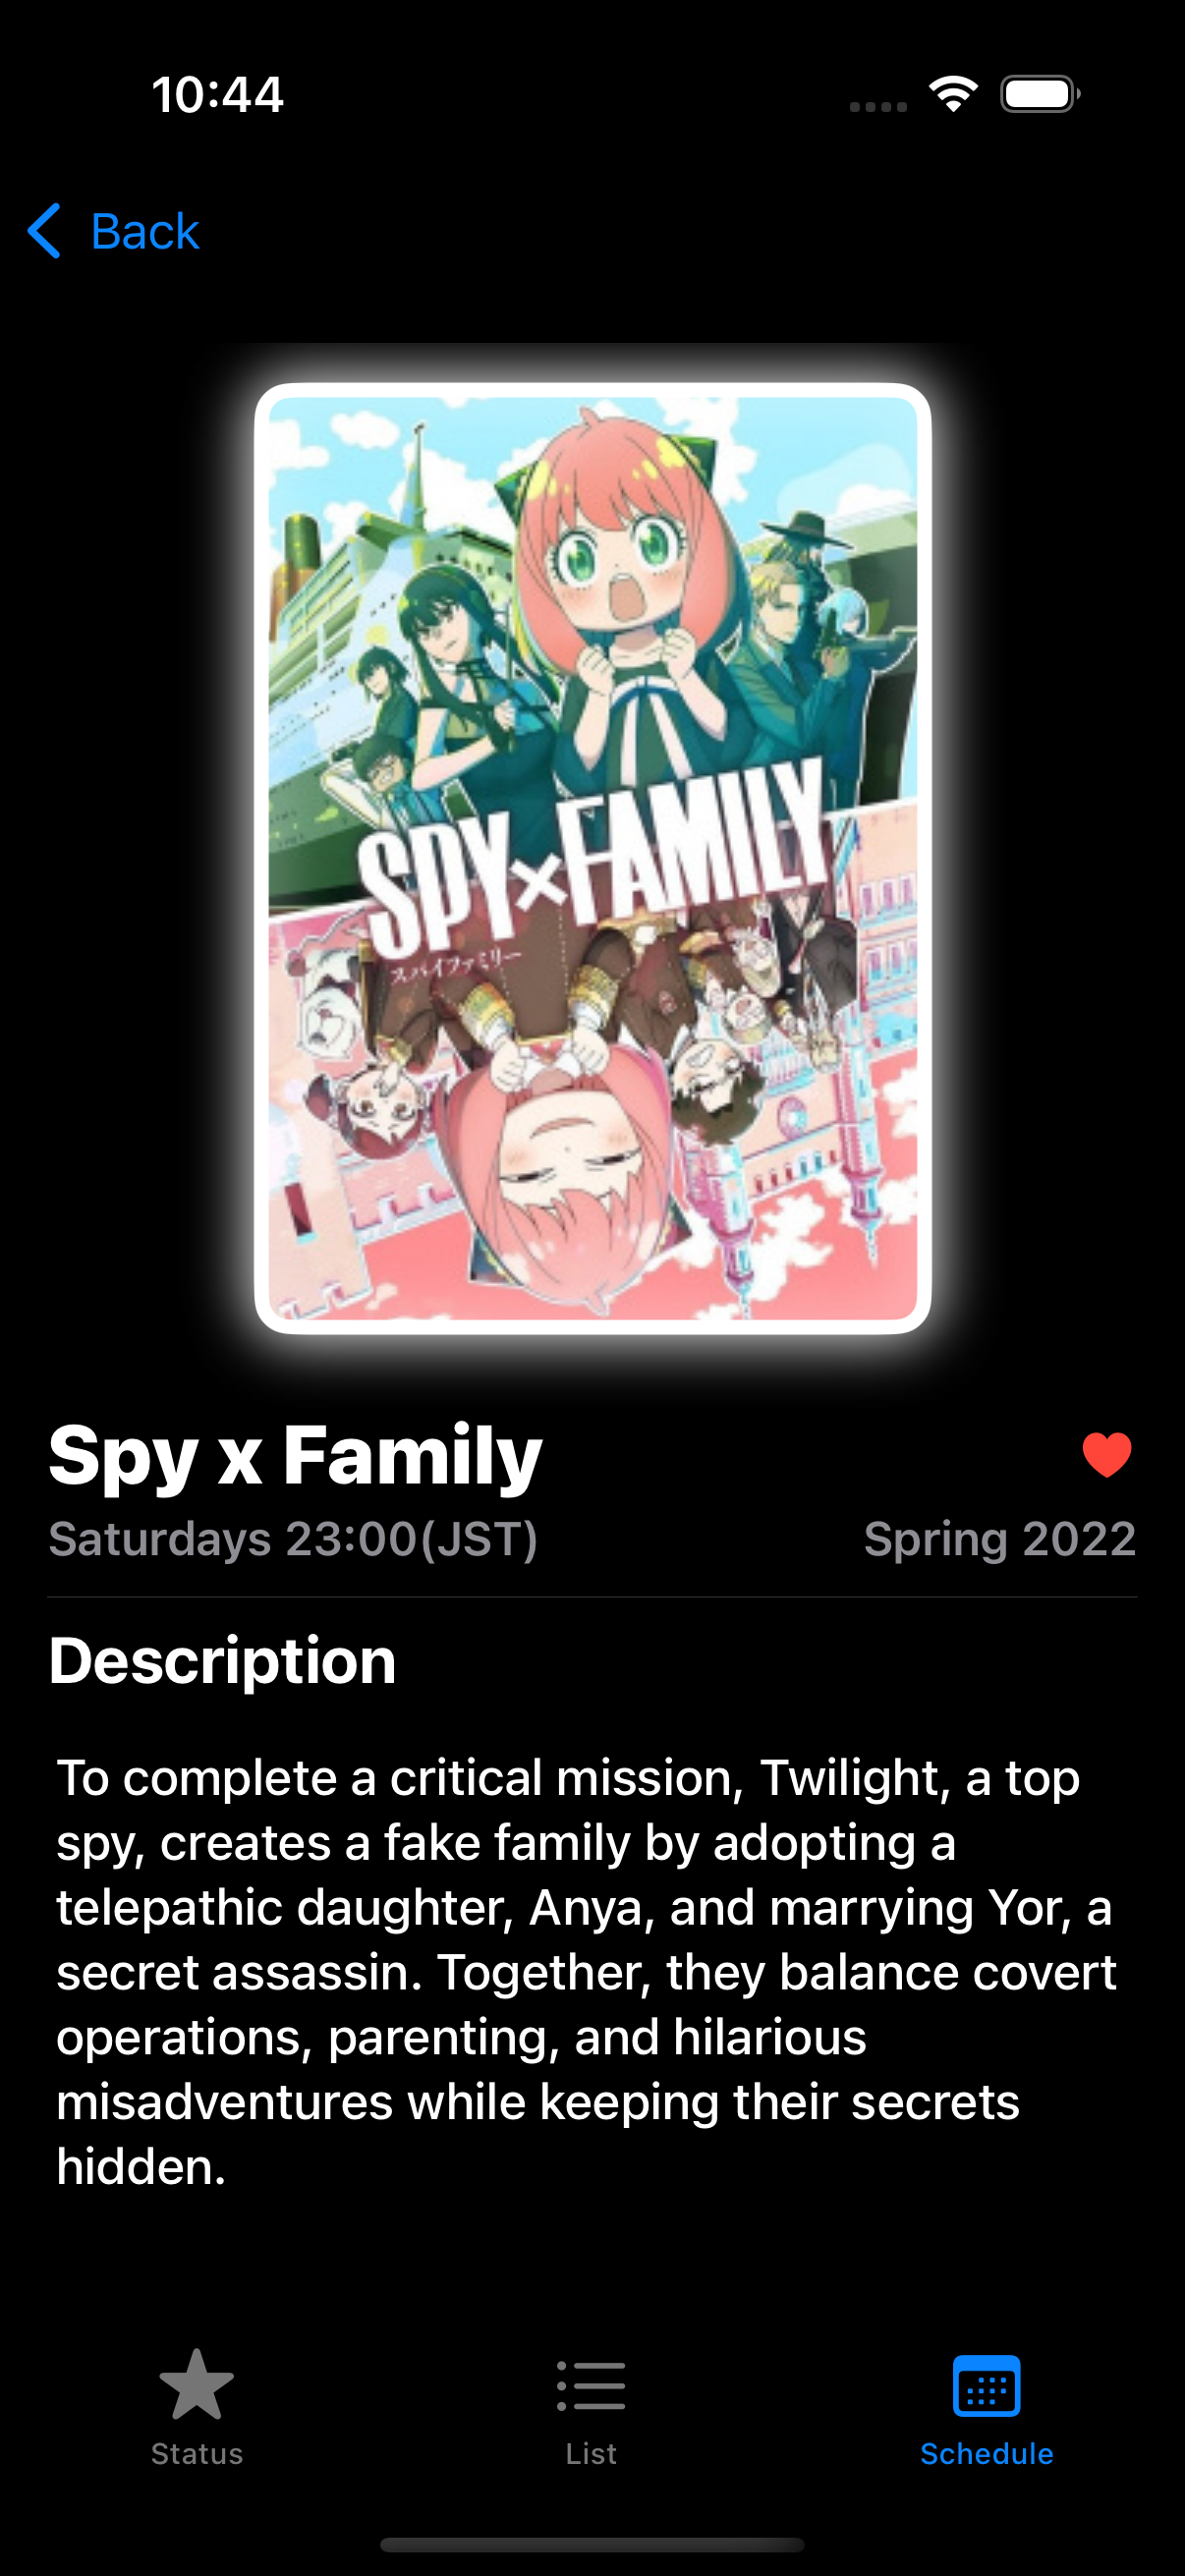 10:44
Back
SPY×FAMILY
スパイファミリー
Spy x Family
Saturdays 23:00(JST)
Spring 2022
Description
To complete a critical mission, Twilight, a top
spy, creates a fake family by adopting a
telepathic daughter, Anya, and marrying Yor, a
secret assassin. Together, they balance covert
operations, parenting, and hilarious
misadventures while keeping their secrets
hidden.
Status
List
Schedule